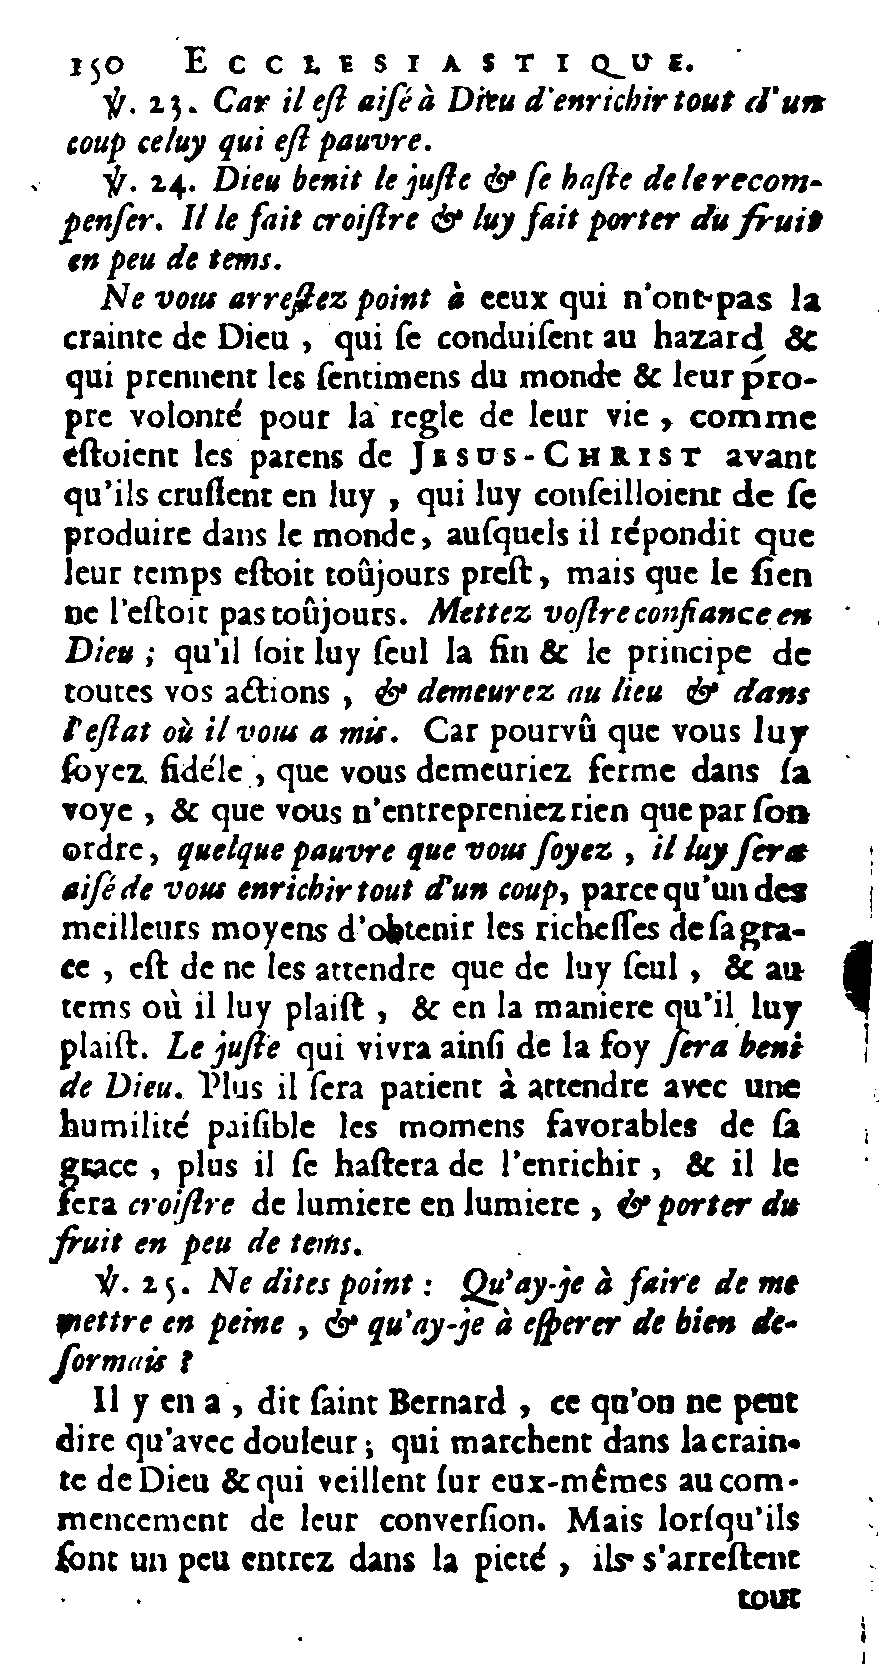 150 ECCLESIASTIQUE.
℣. 23. Car il eſt aiſé à Dieu d'enrichir tout d'un
coup celuy qui eſt pauvre.
℣. 24. Dieu benit le juſte & ſe haſte de le recom-
penſer. Il le fait croiſtre & luy fait porter du fruit
en peu de tems.
Ne vous arreſtez point à ceux qui n'ont pas la
crainte de Dieu, qui ſe conduiſent au hazard &
qui prennent les ſentimens du monde & leur pro-
pre volonté pour la regle de leur vie, comme
eſtoient les parens de JESUS-CHRIST avant
qu'ils cruſſent en luy, qui luy conſeilloient de ſe
produire dans le monde, auſquels il répondit que
leur temps eſtoit toûjours preſt, mais que le ſien
ne l'eſtoit pas toûjours. Mettez voſtre confiance en
Dieu; qu'il ſoit luy ſeul la fin & le principe de
toutes vos actions, & demeurez au lieu & dans
l'eſtat où il vous a mis. Car pourvû que vous luy
ſoyez fidéle, que vous demeuriez ferme dans ſa
voye, & que vous n'entrepreniez rien que par ſon
ordre, quelque pauvre que vous ſoyez, il luy ſera
aiſé de vous enrichir tout d'un coup, parce qu'un des
meilleurs moyens d'obtenir les richeſſes de ſa gra-
ce, eſt de ne les attendre que de luy ſeul, & au
tems où il luy plaiſt, & en la maniere qu'il luy
plaiſt. Le juſte qui vivra ainſi de la foy ſera beni
de Dieu. Plus il ſera patient à attendre avec une
humilité paiſible les momens favorables de ſa
grace, plus il ſe haſtera de l'enrichir, & il le
fera croiſtre de lumiere en lumiere, & porter du
fruit en peu de tems.
℣. 25. Ne dites point: Qu'ay-je à faire de me
mettre en peine, & qu'ay-je à eſperer de bien de-
ſormais?
Il y en a, dit ſaint Bernard, ce qu'on ne peut
dire qu'avec douleur; qui marchent dans la crain-
te de Dieu & qui veillent ſur eux-mêmes au com-
mencement de leur converſion. Mais lorſqu'ils
ſont un peu entrez dans la pieté, ils s'arreſtent
tout